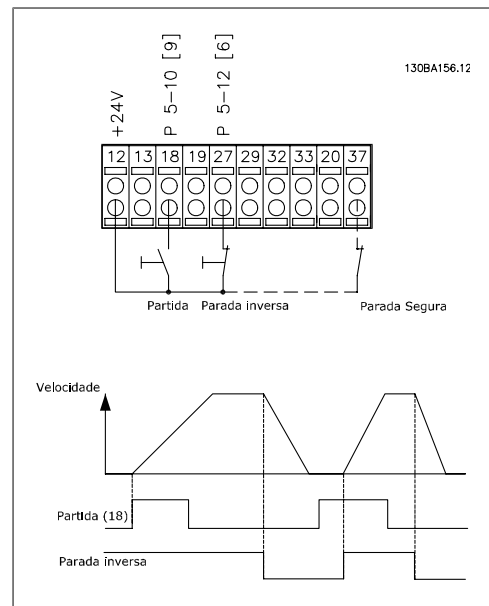 130BA156.12
+24V
P 5-10 [9]
P 5-12 [6]
12 13 18 19 27 29 32 33 20 37
Partida Parada inversa Parada Segura
Velocidade
Partida (18)
Parada inversa